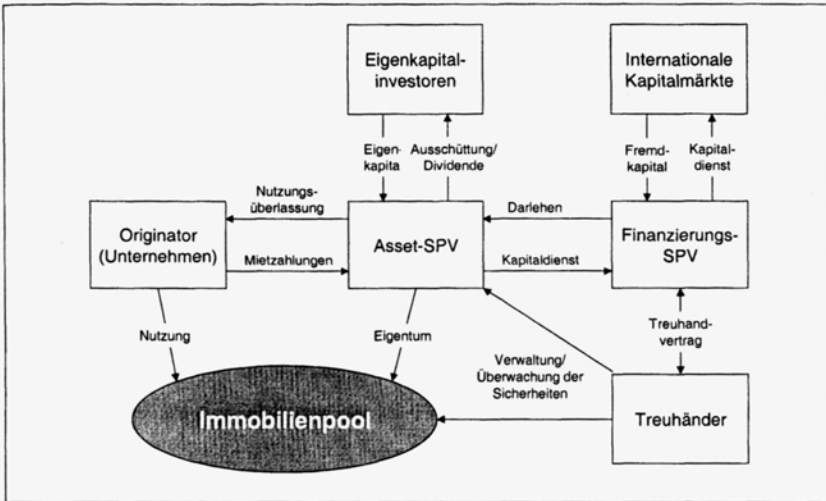 Eigenkapital-
investoren
Internationale
Kapitalmärkte
Eigen-
kapita
Ausschüttung/
Dividende
Fremd-
kapital
Kapital-
dienst
Nutzungs-
überlassung
Darlehen
Originator
(Unternehmen)
Asset-SPV
Finanzierungs-
SPV
Mietzahlungen
Kapitaldienst
Nutzung
Eigentum
Treuhand-
vertrag
Verwaltung/
Überwachung der
Sicherheiten
Immobilienpool
Treuhänder